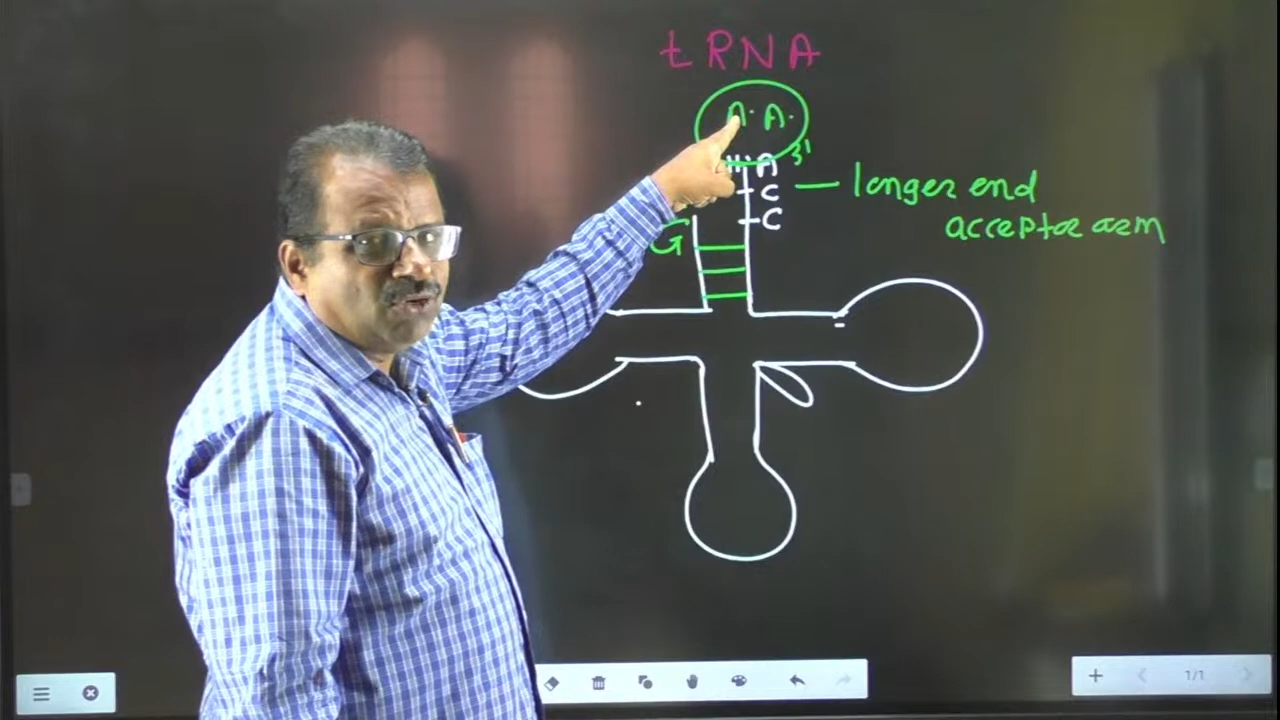 tRNA
A. A.
3'
A
C
C
G
longer end
acceptor arm
1/1